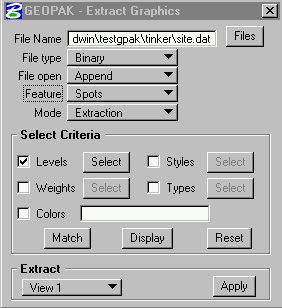 GEOPAK - Extract Graphics
File Name dwin\testgpak\tinker\site.dat Files
File type Binary
File open Append
Feature Spots
Mode Extraction
Select Criteria
Levels Select Styles Select
Weights Select Types Select
Colors
Match Display Reset
Extract
View 1 Apply